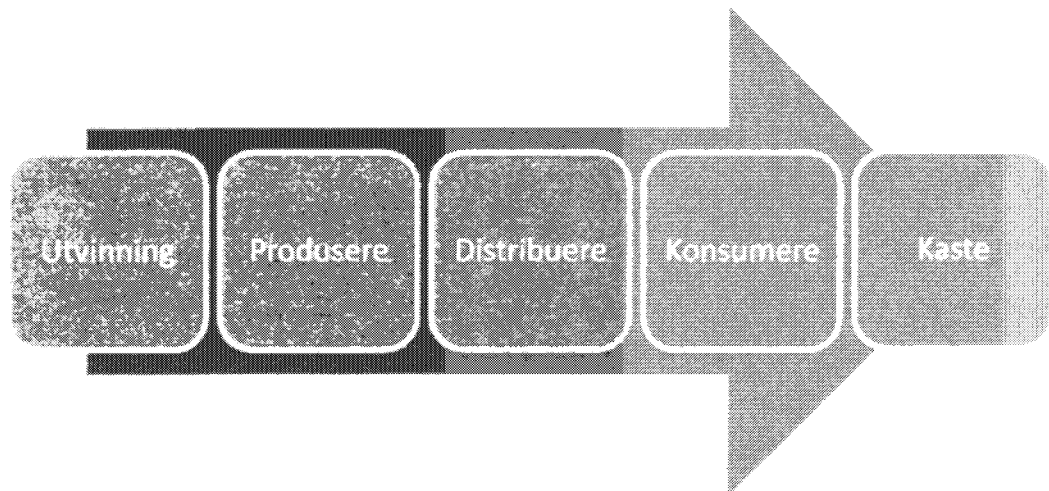 Utvinning
Produsere
Distribuere
Konsumere
Kaste